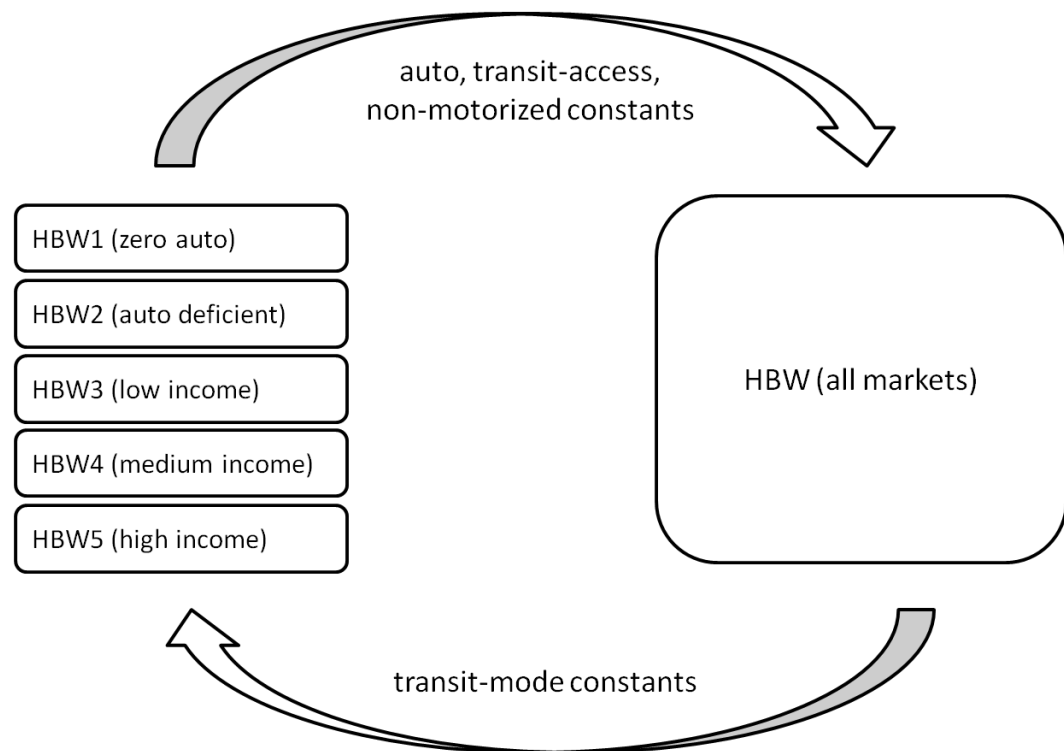 auto, transit-access,
non-motorized constants
HBW1 (zero auto)
HBW2 (auto deficient)
HBW3 (low income)
HBW4 (medium income)
HBW5 (high income)
HBW (all markets)
transit-mode constants